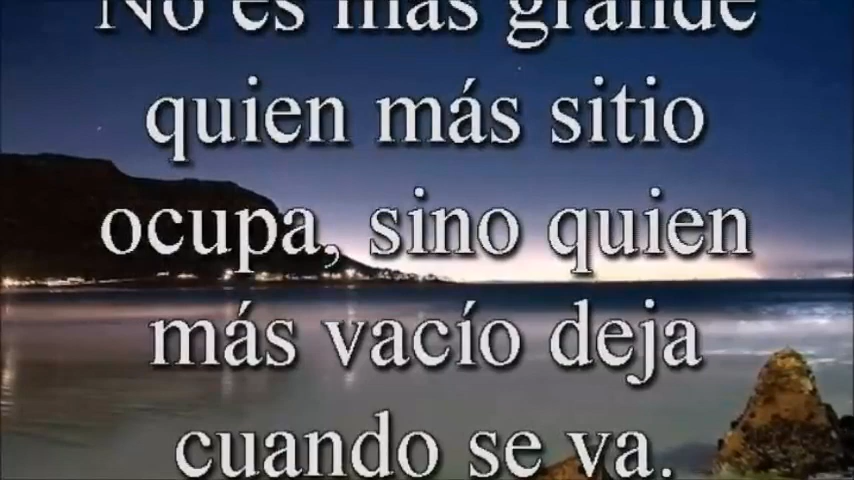 No es más grande
quien más sitio
ocupa, sino quien
más vacío deja
cuando se va.